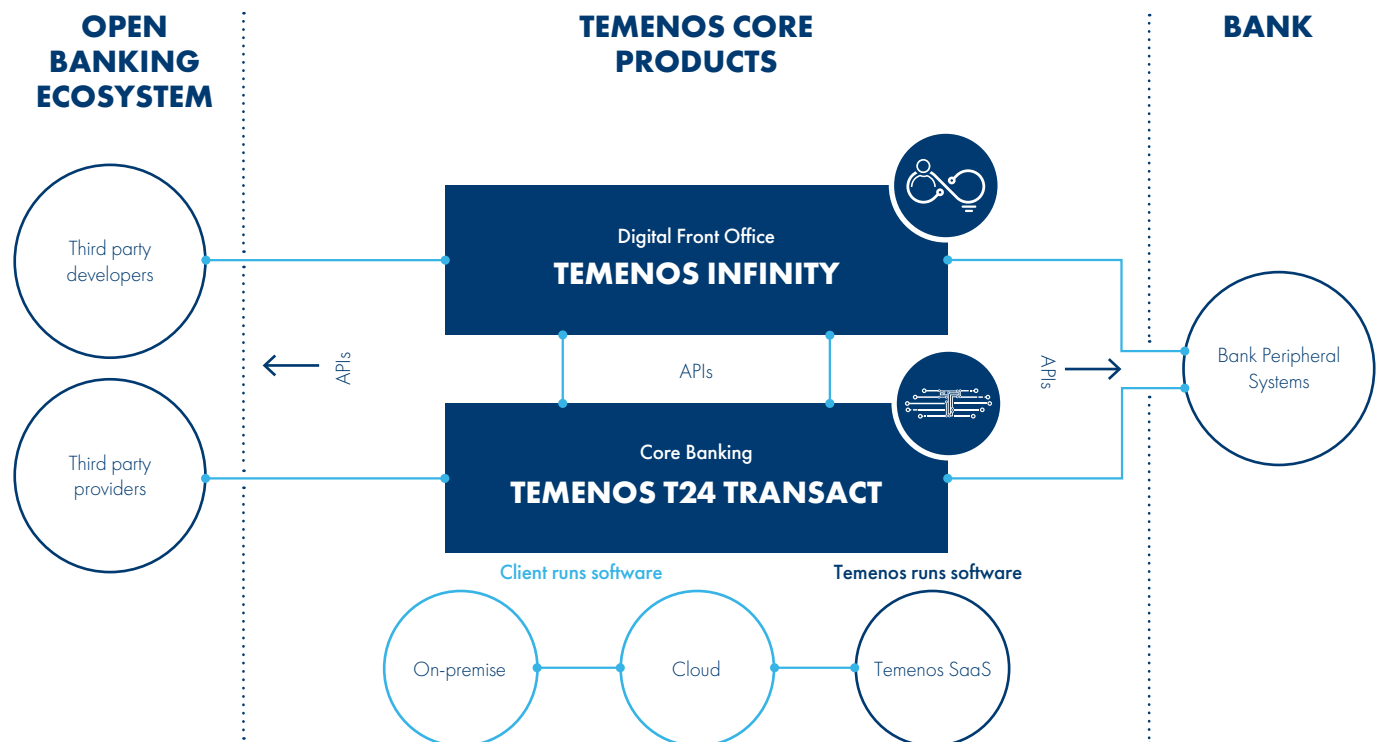 OPEN
BANKING
ECOSYSTEM
TEMENOS CORE
PRODUCTS
BANK
Third party
developers
Digital Front Office
TEMENOS INFINITY
APIs
APIs
APIs
Bank Peripheral
Systems
Third party
providers
Core Banking
TEMENOS T24 TRANSACT
Client runs software
Temenos runs software
On-premise
Cloud
Temenos SaaS